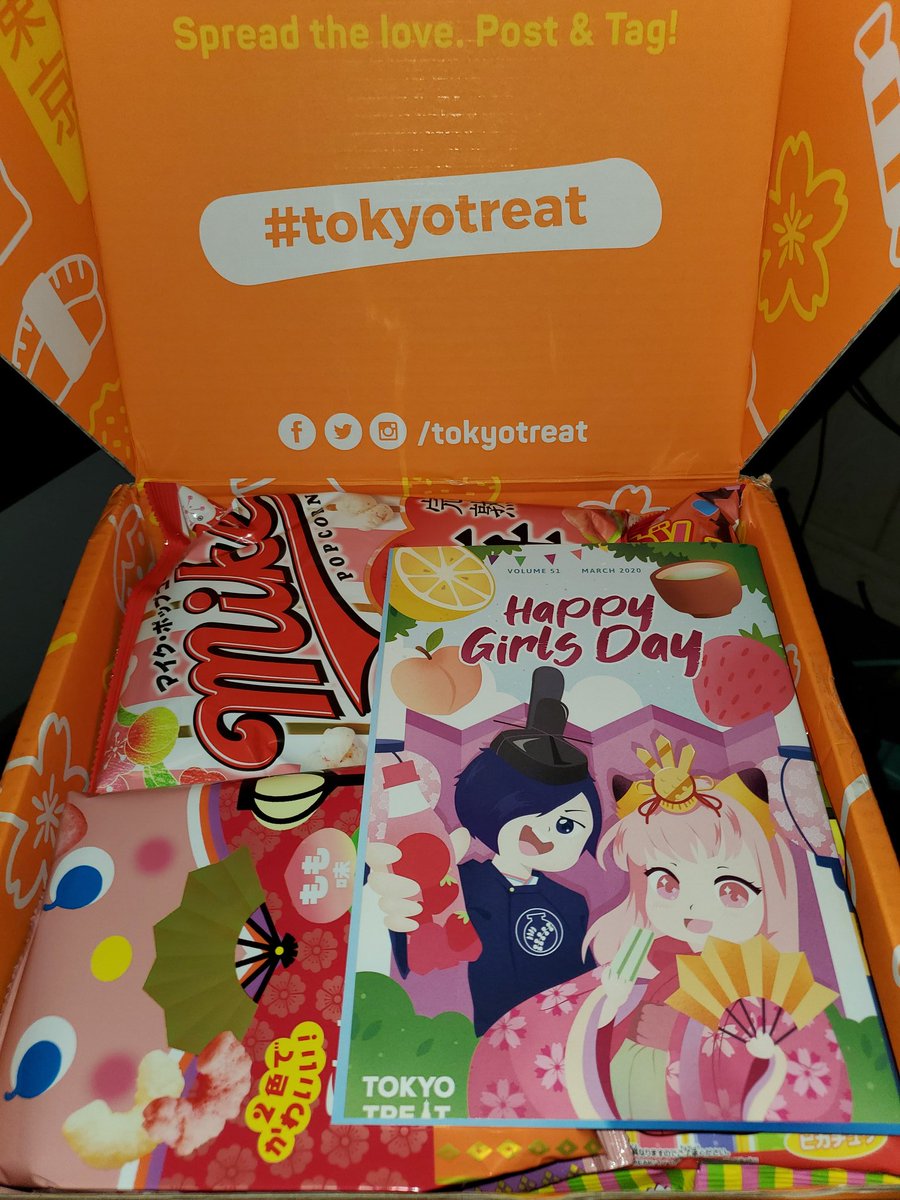 Spread the love. Post & Tag!
#tokyotreat
/tokyotreat
マイク・ポップコ
Mike
POPCORN
VOLUME 51 MARCH 2020
Happy
Girls Day
もも
味
2色で
かわいい!
TOKYO
TREAT
ピカチュウ